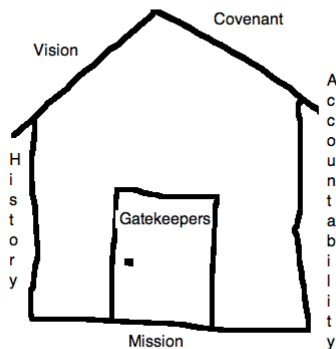 Covenant
Vision
History
Accountability
Gatekeepers
Mission